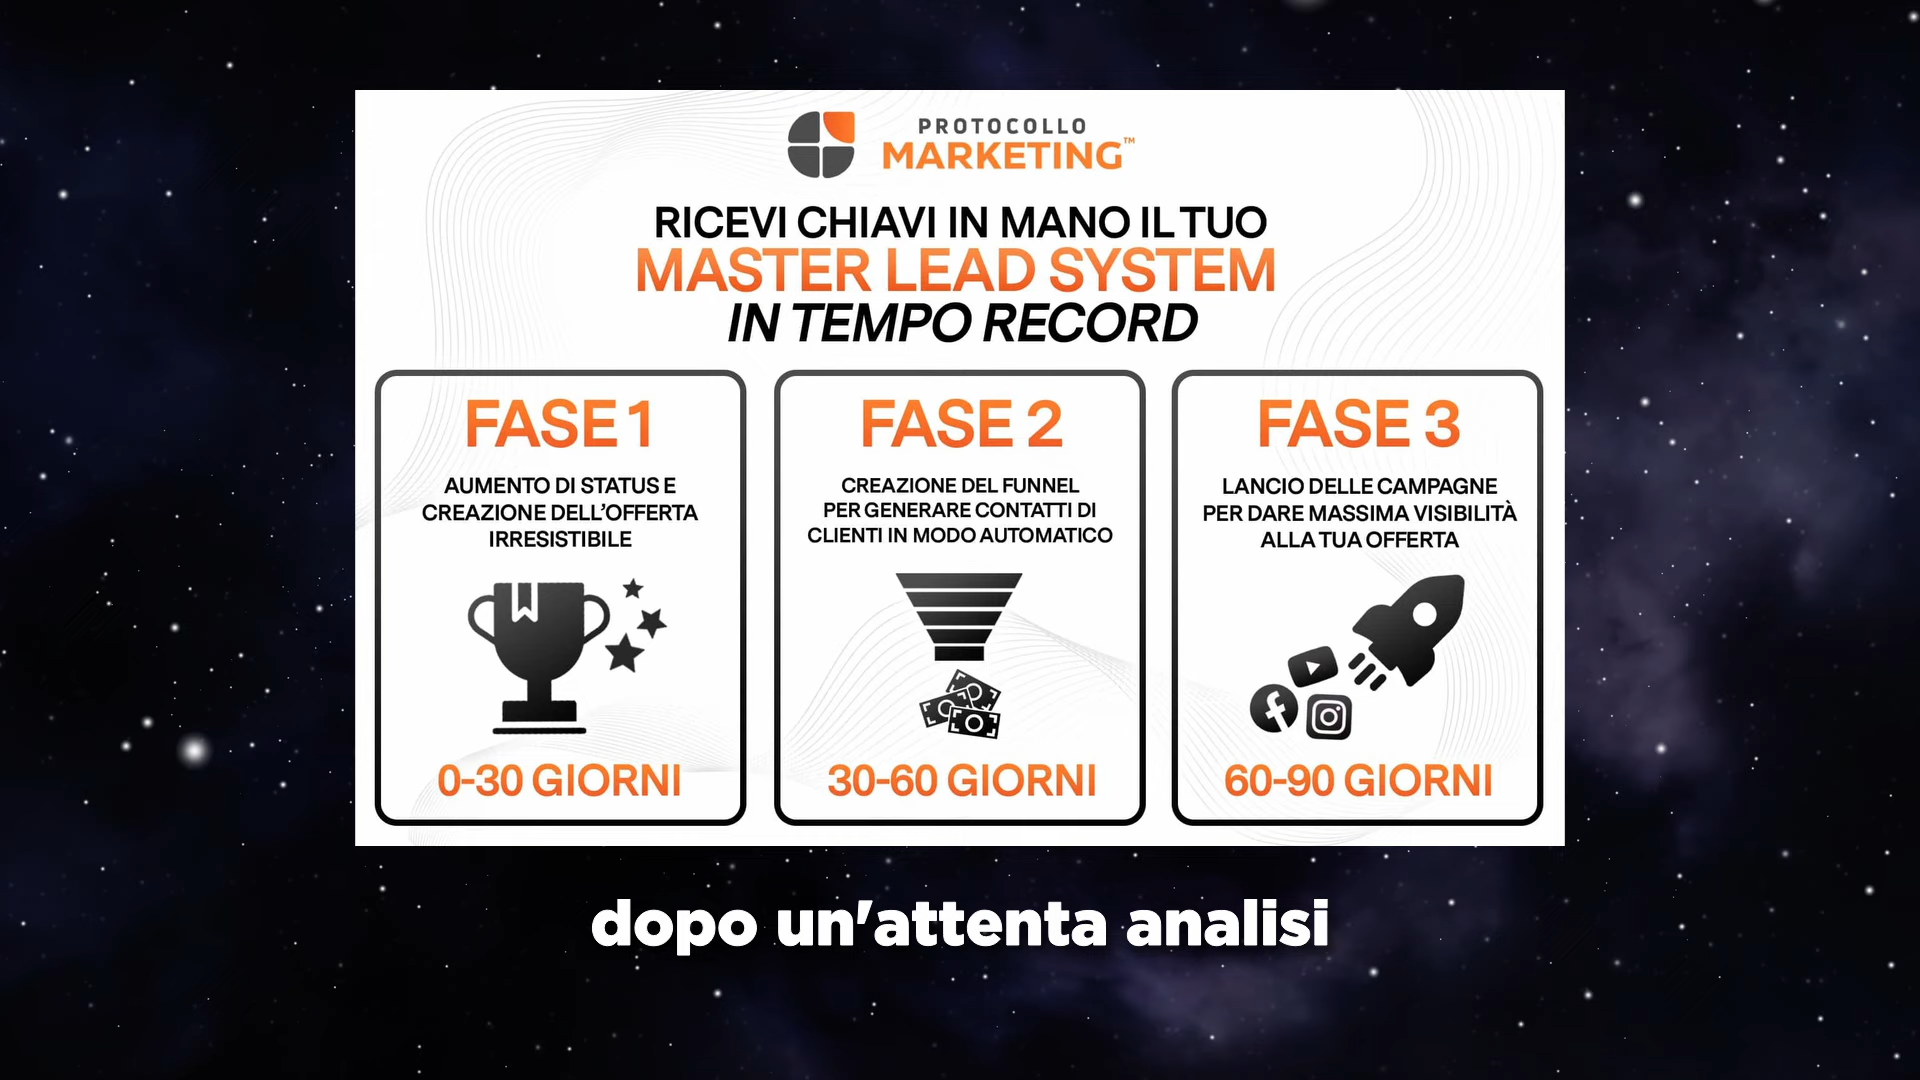 PROTOCOLLO
MARKETING™
RICEVI CHIAVI IN MANO IL TUO
MASTER LEAD SYSTEM
IN TEMPO RECORD
FASE 1
AUMENTO DI STATUS E
CREAZIONE DELL'OFFERTA
IRRESISTIBILE
0-30 GIORNI
FASE 2
CREAZIONE DEL FUNNEL
PER GENERARE CONTATTI DI
CLIENTI IN MODO AUTOMATICO
30-60 GIORNI
FASE 3
LANCIO DELLE CAMPAGNE
PER DARE MASSIMA VISIBILITÀ
ALLA TUA OFFERTA
60-90 GIORNI
dopo un'attenta analisi